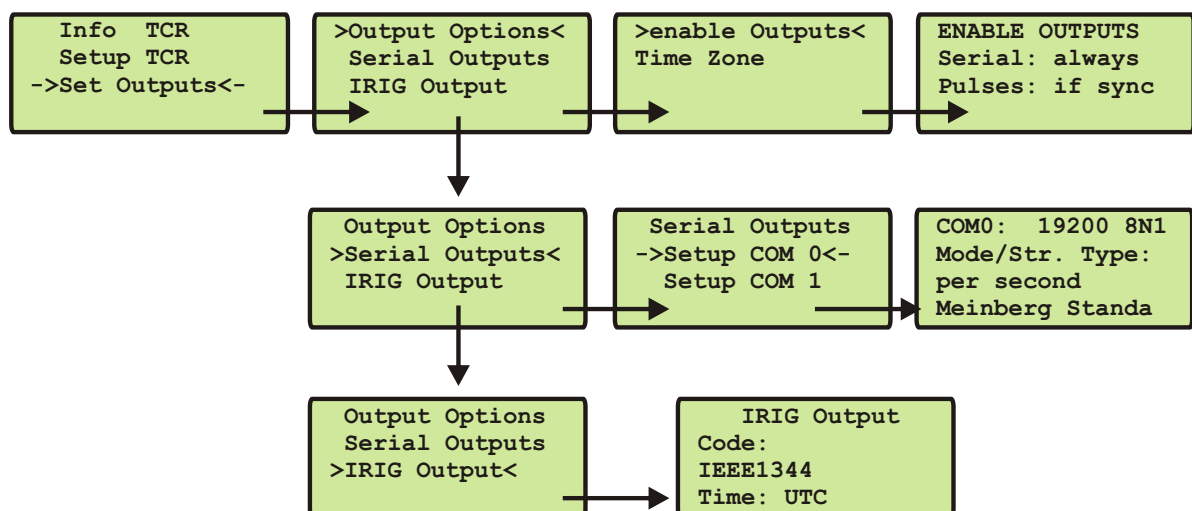 Info TCR
Setup TCR
->Set Outputs<-
>Output Options<
Serial Outputs
IRIG Output
>enable Outputs<
Time Zone
ENABLE OUTPUTS
Serial: always
Pulses: if sync
Output Options
>Serial Outputs<
IRIG Output
Serial Outputs
->Setup COM 0<-
Setup COM 1
COM0: 19200 8N1
Mode/Str. Type:
per second
Meinberg Standa
Output Options
Serial Outputs
>IRIG Output<
IRIG Output
Code:
IEEE1344
Time: UTC